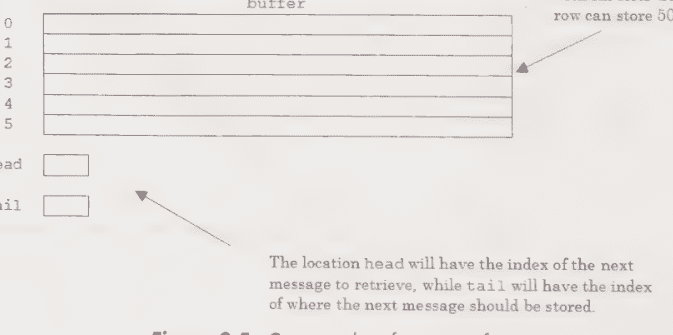 buffer
row can store 50
0
1
2
3
4
5
ead
ail
The location head will have the index of the next
message to retrieve, while tail will have the index
of where the next message should be stored.